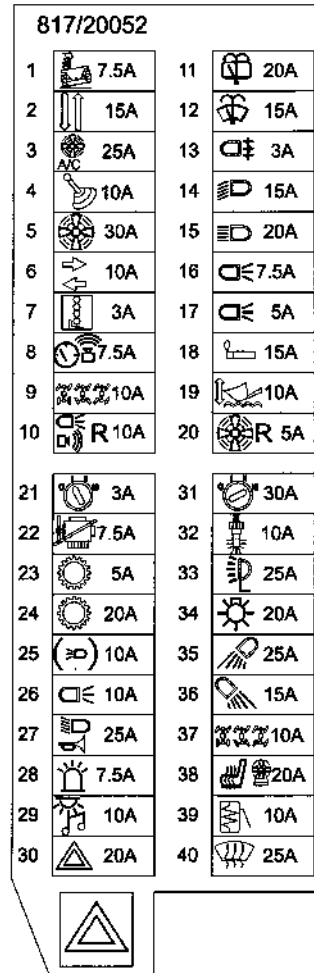 817/20052
1 7.5A 11 20A
2 15A 12 15A
3 A/C 25A 13 3A
4 10A 14 15A
5 30A 15 20A
6 10A 16 7.5A
7 3A 17 5A
8 7.5A 18 15A
9 10A 19 10A
10 R 10A 20 R 5A
21 3A 31 30A
22 7.5A 32 10A
23 5A 33 25A
24 20A 34 20A
25 10A 35 25A
26 10A 36 15A
27 25A 37 10A
28 7.5A 38 20A
29 10A 39 10A
30 20A 40 25A